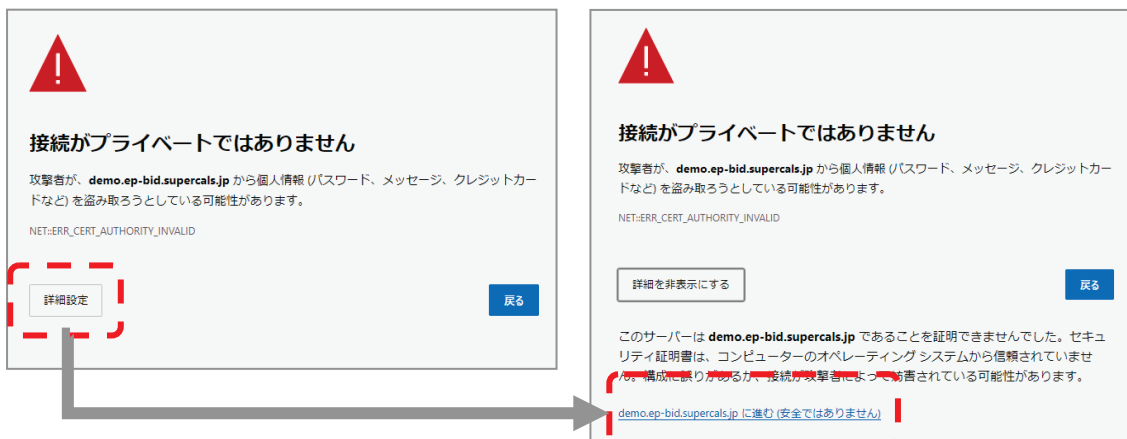 接続がプライベートではありません
攻撃者が、demo.ep-bid.supercals.jp から個人情報 (パスワード、メッセージ、クレジットカー
ドなど) を盗み取ろうとしている可能性があります。
NET::ERR_CERT_AUTHORITY_INVALID
詳細設定
戻る
接続がプライベートではありません
攻撃者が、demo.ep-bid.supercals.jp から個人情報 (パスワード、メッセージ、クレジットカー
ドなど) を盗み取ろうとしている可能性があります。
NET::ERR_CERT_AUTHORITY_INVALID
詳細を非表示にする
戻る
このサーバーは demo.ep-bid.supercals.jp であることを証明できませんでした。セキュ
リティ証明書は、コンピューターのオペレーティング システムから信頼されていませ
ん。構成に誤りがあるか、接続が攻撃者によって妨害されている可能性があります。
demo.ep-bid.supercals.jp に進む (安全ではありません)